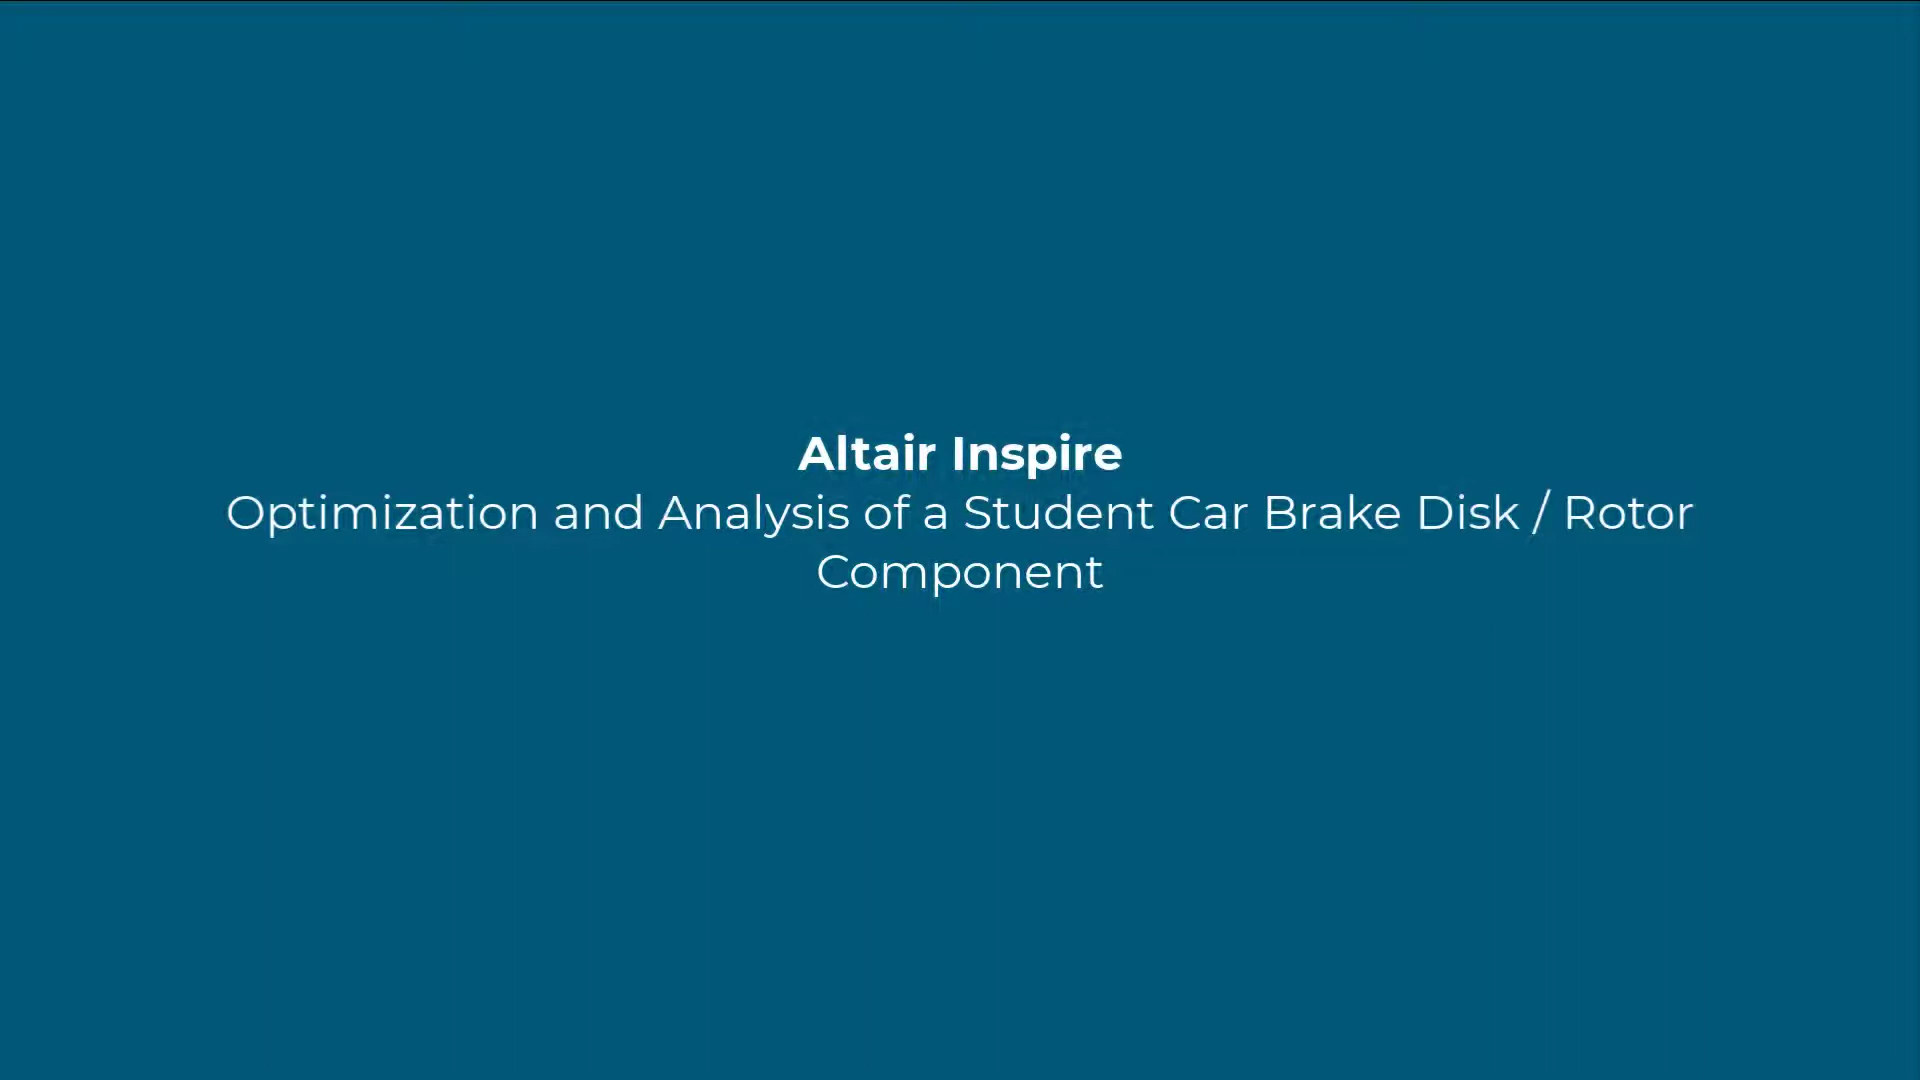 Altair Inspire
Optimization and Analysis of a Student Car Brake Disk / Rotor
Component